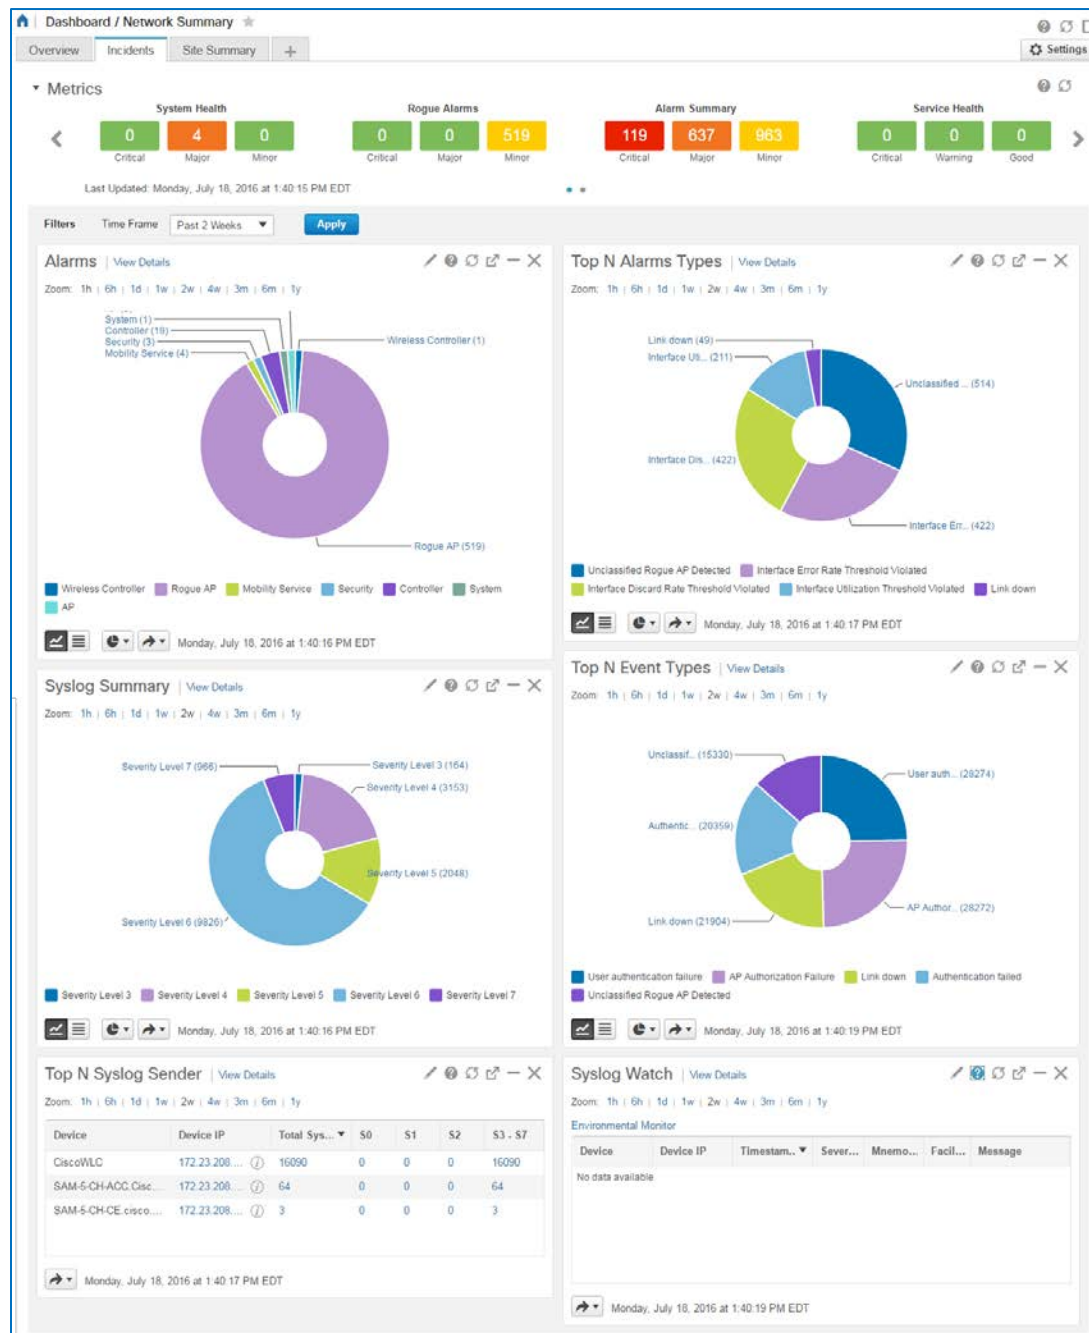 Dashboard / Network Summary
Overview Incidents Site Summary + Settings
Metrics
System Health Rogue Alarms Alarm Summary Service Health
0 4 0 0 0 519 119 637 963 0 0 0
Critical Major Minor Critical Major Minor Critical Major Minor Critical Warning Good
Last Updated: Monday, July 18, 2016 at 1:40:15 PM EDT
Filters Time Frame Past 2 Weeks Apply
Alarms | View Details
Zoom: 1h | 6h | 1d | 1w | 2w | 4w | 3m | 6m | 1y
System (1)
Controller (19)
Security (3)
Mobility Service (4)
Wireless Controller (1)
Rogue AP (519)
Wireless Controller Rogue AP Mobility Service Security Controller System
AP
Monday, July 18, 2016 at 1:40:16 PM EDT
Top N Alarms Types | View Details
Zoom: 1h | 6h | 1d | 1w | 2w | 4w | 3m | 6m | 1y
Link down (49)
Interface Uti... (211)
Unclassified ... (514)
Interface Dis... (422)
Interface Err... (422)
Unclassified Rogue AP Detected Interface Error Rate Threshold Violated
Interface Discard Rate Threshold Violated Interface Utilization Threshold Violated Link down
Monday, July 18, 2016 at 1:40:17 PM EDT
Syslog Summary | View Details
Zoom: 1h | 6h | 1d | 1w | 2w | 4w | 3m | 6m | 1y
Severity Level 7 (966)
Severity Level 3 (164)
Severity Level 4 (3153)
Severity Level 5 (2048)
Severity Level 6 (9826)
Severity Level 3 Severity Level 4 Severity Level 5 Severity Level 6 Severity Level 7
Monday, July 18, 2016 at 1:40:16 PM EDT
Top N Event Types | View Details
Zoom: 1h | 6h | 1d | 1w | 2w | 4w | 3m | 6m | 1y
Unclassif... (15330)
User auth... (28274)
Authentic... (20359)
AP Author... (28272)
Link down (21904)
User authentication failure AP Authorization Failure Link down Authentication failed
Unclassified Rogue AP Detected
Monday, July 18, 2016 at 1:40:19 PM EDT
Top N Syslog Sender | View Details
Zoom: 1h | 6h | 1d | 1w | 2w | 4w | 3m | 6m | 1y
Device Device IP Total Sys... S0 S1 S2 S3 - S7
CiscoWLC 172.23.208.... 16090 0 0 0 16090
SAM-5-CH-ACC.Cisc... 172.23.208.... 64 0 0 0 64
SAM-5-CH-CE.cisco.... 172.23.208.... 3 0 0 0 3
Monday, July 18, 2016 at 1:40:17 PM EDT
Syslog Watch | View Details
Zoom: 1h | 6h | 1d | 1w | 2w | 4w | 3m | 6m | 1y
Environmental Monitor
Device Device IP Timestam... Sever... Mnemo... Facil... Message
No data available
Monday, July 18, 2016 at 1:40:19 PM EDT